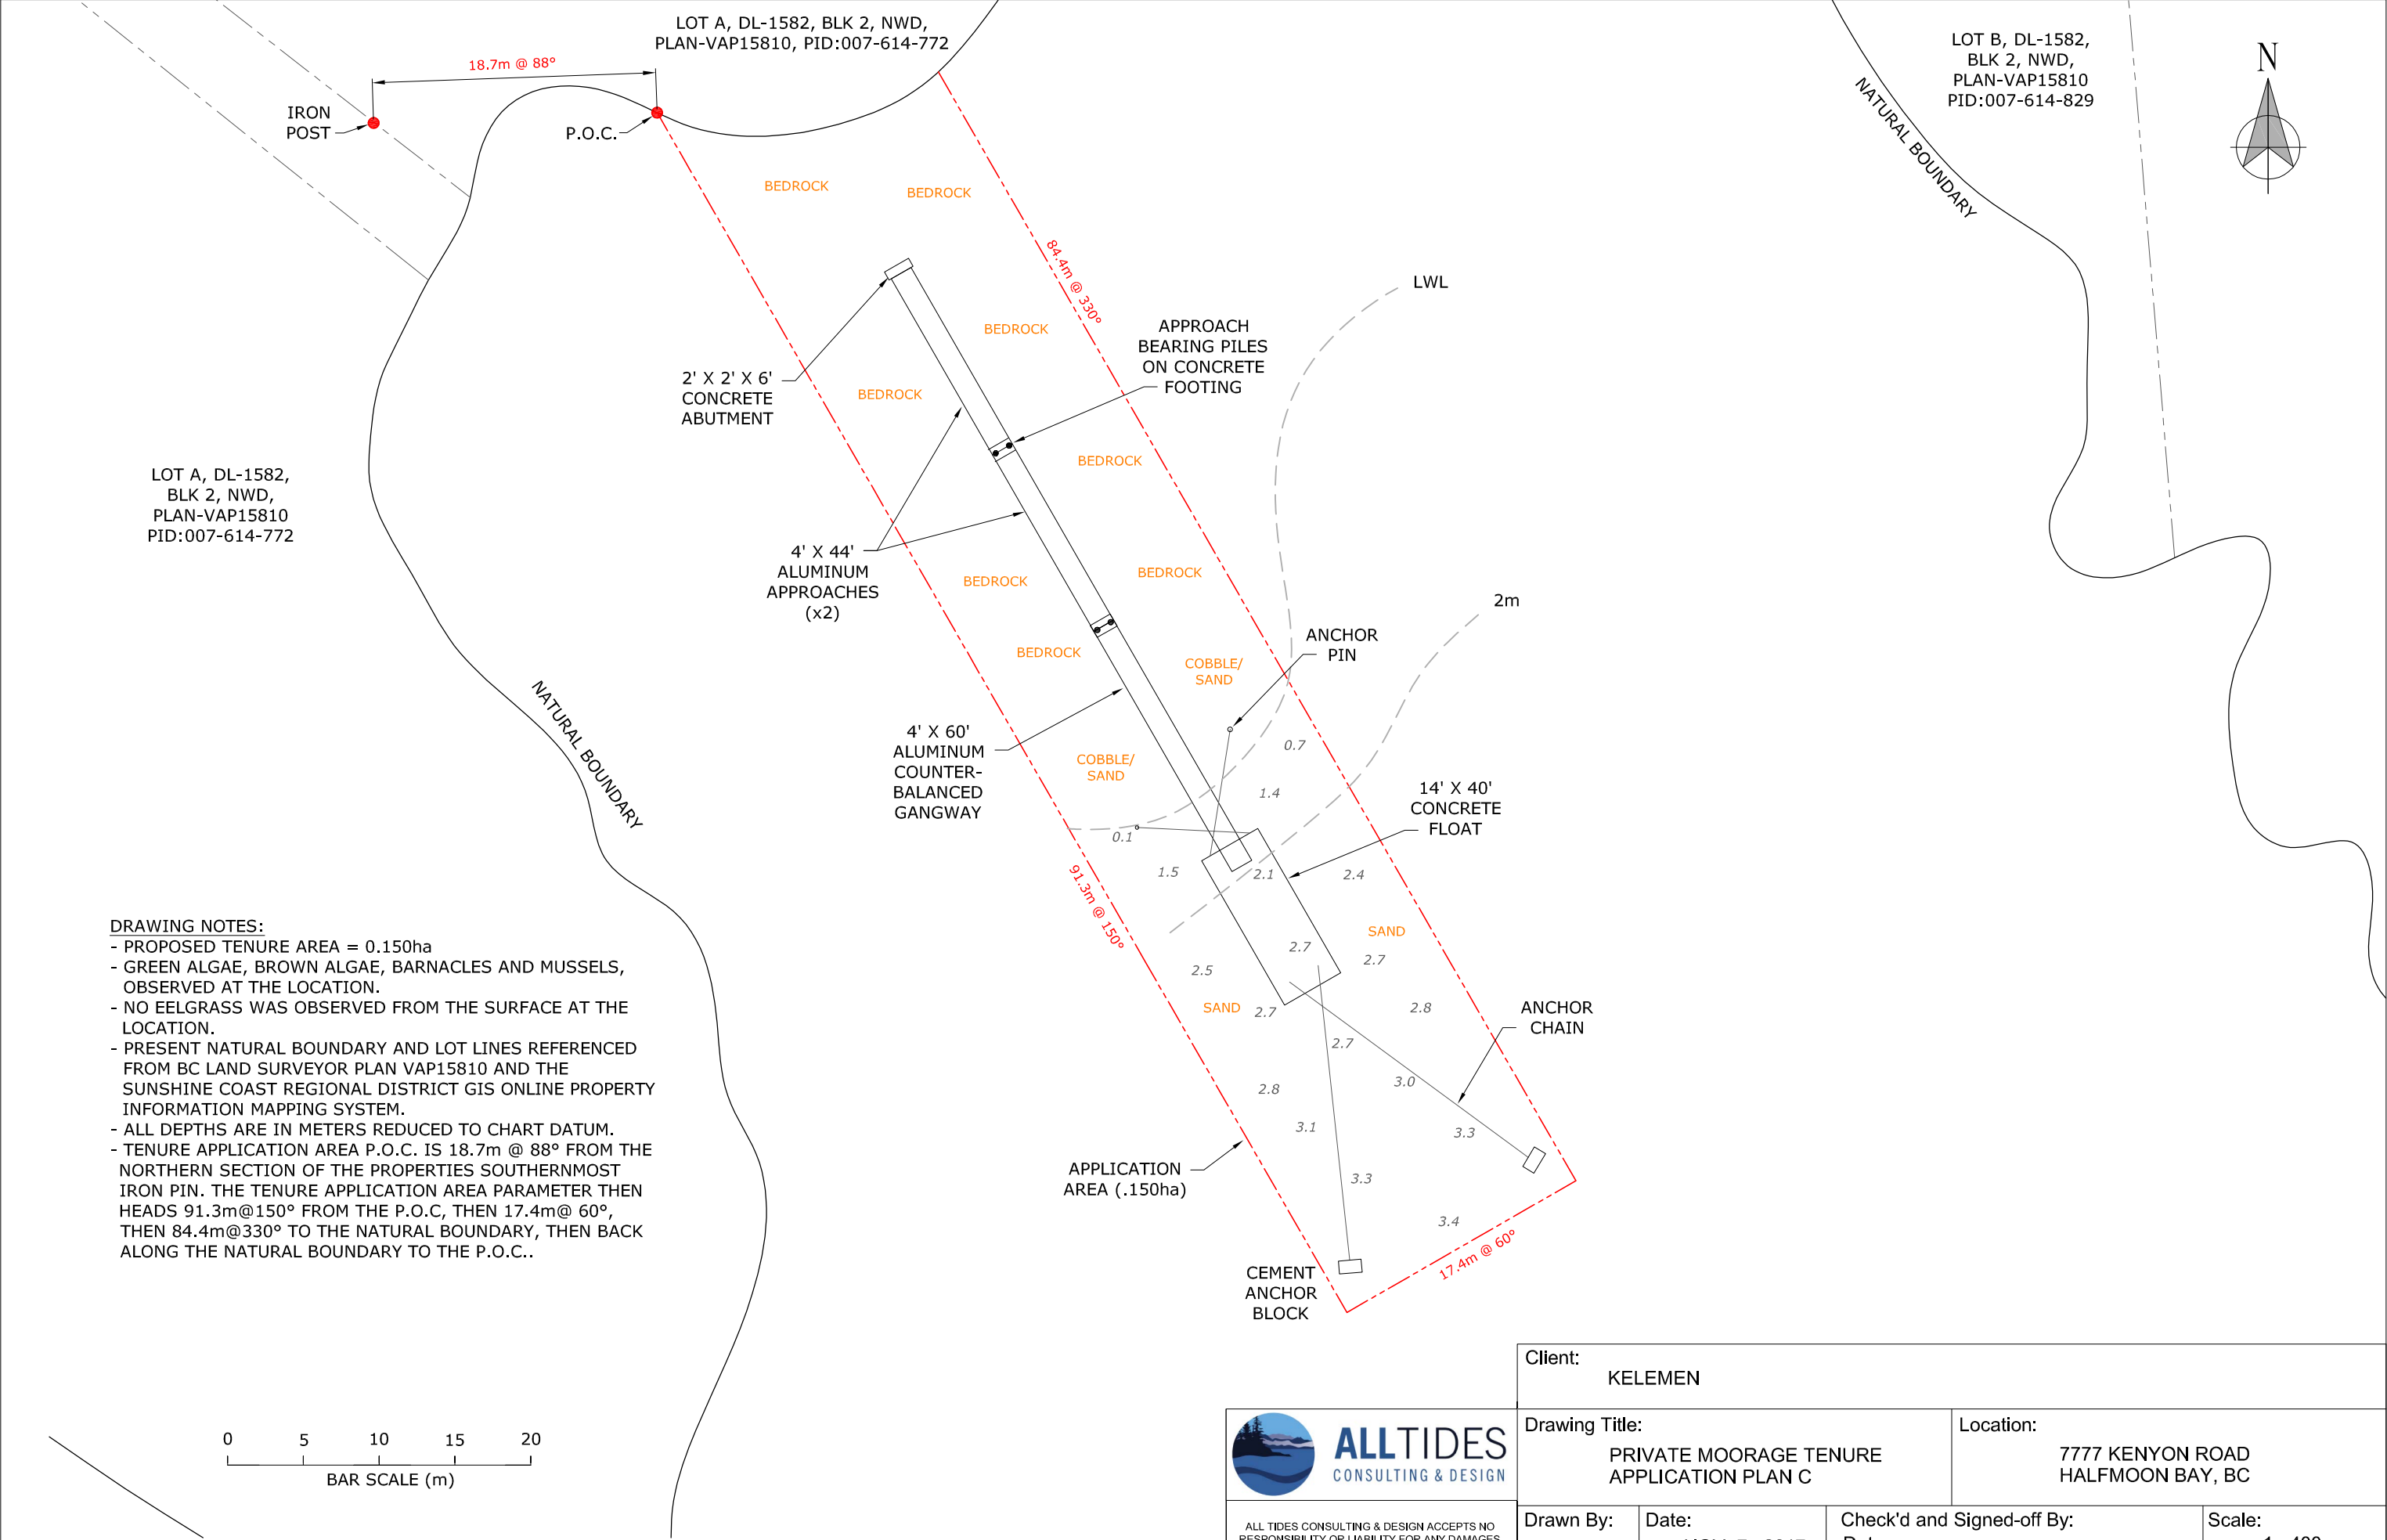 LOT A, DL-1582, BLK 2, NWD,
PLAN-VAP15810, PID:007-614-772
LOT B, DL-1582,
BLK 2, NWD,
PLAN-VAP15810
PID:007-614-829
N
18.7m @ 88°
IRON
POST
P.O.C.
NATURAL BOUNDARY
BEDROCK
BEDROCK
84.4m @ 330°
LWL
BEDROCK
APPROACH
BEARING PILES
ON CONCRETE
FOOTING
2' X 2' X 6'
CONCRETE
ABUTMENT
BEDROCK
BEDROCK
LOT A, DL-1582,
BLK 2, NWD,
PLAN-VAP15810
PID:007-614-772
4' X 44'
ALUMINUM
APPROACHES
(x2)
BEDROCK
BEDROCK
2m
BEDROCK
ANCHOR
PIN
COBBLE/
SAND
NATURAL BOUNDARY
4' X 60'
ALUMINUM
COUNTER-
BALANCED
GANGWAY
COBBLE/
SAND
0.7
1.4
14' X 40'
CONCRETE
FLOAT
0.1
1.5
2.1
2.4
91.3m @ 150°
SAND
2.7
2.7
2.5
SAND
2.7
2.8
ANCHOR
CHAIN
2.7
3.0
2.8
3.1
3.3
APPLICATION
AREA (.150ha)
3.3
3.4
17.4m @ 60°
CEMENT
ANCHOR
BLOCK
DRAWING NOTES:
- PROPOSED TENURE AREA = 0.150ha
- GREEN ALGAE, BROWN ALGAE, BARNACLES AND MUSSELS,
OBSERVED AT THE LOCATION.
- NO EELGRASS WAS OBSERVED FROM THE SURFACE AT THE
LOCATION.
- PRESENT NATURAL BOUNDARY AND LOT LINES REFERENCED
FROM BC LAND SURVEYOR PLAN VAP15810 AND THE
SUNSHINE COAST REGIONAL DISTRICT GIS ONLINE PROPERTY
INFORMATION MAPPING SYSTEM.
- ALL DEPTHS ARE IN METERS REDUCED TO CHART DATUM.
- TENURE APPLICATION AREA P.O.C. IS 18.7m @ 88° FROM THE
NORTHERN SECTION OF THE PROPERTIES SOUTHERNMOST
IRON PIN. THE TENURE APPLICATION AREA PARAMETER THEN
HEADS 91.3m@150° FROM THE P.O.C, THEN 17.4m@ 60°,
THEN 84.4m@330° TO THE NATURAL BOUNDARY, THEN BACK
ALONG THE NATURAL BOUNDARY TO THE P.O.C..
0 5 10 15 20
BAR SCALE (m)
Client:
KELEMEN
ALLTIDES
CONSULTING & DESIGN
Drawing Title:
PRIVATE MOORAGE TENURE
APPLICATION PLAN C
Location:
7777 KENYON ROAD
HALFMOON BAY, BC
ALL TIDES CONSULTING & DESIGN ACCEPTS NO
RESPONSIBILITY OR LIABILITY FOR ANY DAMAGES
Drawn By:
Date:
Check'd and Signed-off By:
Scale: